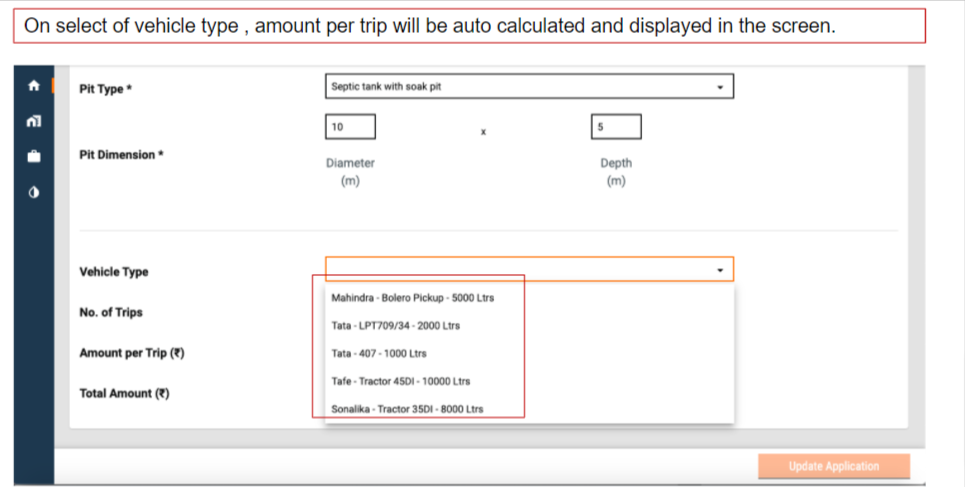 On select of vehicle type , amount per trip will be auto calculated and displayed in the screen.
Pit Type *
Septic tank with soak pit
10
x
5
Pit Dimension *
Diameter
(m)
Depth
(m)
Vehicle Type
No. of Trips
Amount per Trip (₹)
Total Amount (₹)
Mahindra - Bolero Pickup - 5000 Ltrs
Tata - LPT709/34 - 2000 Ltrs
Tata - 407 - 1000 Ltrs
Tafe - Tractor 45DI - 10000 Ltrs
Sonalika - Tractor 35DI - 8000 Ltrs
Update Application